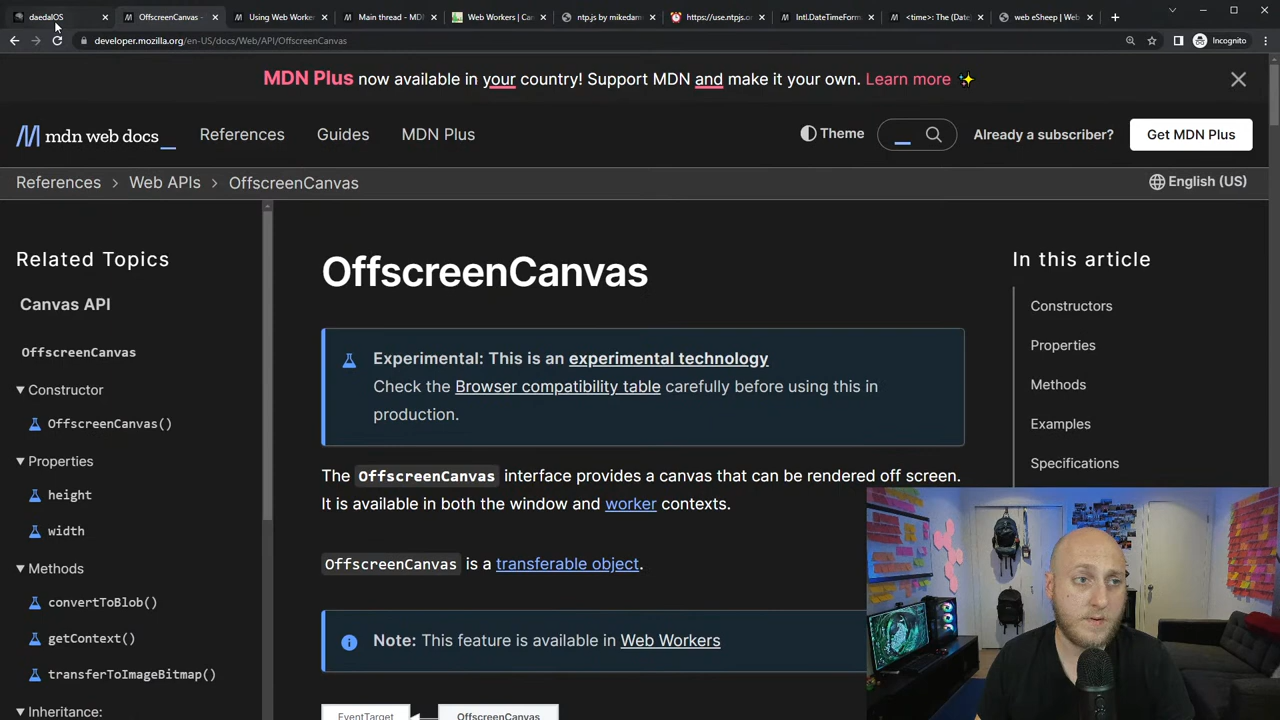 daedalOS
OffscreenCanvas -
Using Web Worker
Main thread - MD
Web Workers | Can
ntp.js by mikedam
https://use.ntpjs.or
Intl.DateTimeForm
<time>: The (Date
web eSheep | Web
developer.mozilla.org/en-US/docs/Web/API/OffscreenCanvas
Incognito
MDN Plus now available in your country! Support MDN and make it your own. Learn more ✨
mdn web docs_
References
Guides
MDN Plus
Theme
Already a subscriber?
Get MDN Plus
References > Web APIs > OffscreenCanvas
English (US)
Related Topics
Canvas API
OffscreenCanvas
Constructor
OffscreenCanvas()
Properties
height
width
Methods
convertToBlob()
getContext()
transferToImageBitmap()
Inheritance:
OffscreenCanvas
Experimental: This is an experimental technology
Check the Browser compatibility table carefully before using this in
production.
The OffscreenCanvas interface provides a canvas that can be rendered off screen.
It is available in both the window and worker contexts.
OffscreenCanvas is a transferable object.
Note: This feature is available in Web Workers
EventTarget
OffscreenCanvas
In this article
Constructors
Properties
Methods
Examples
Specifications